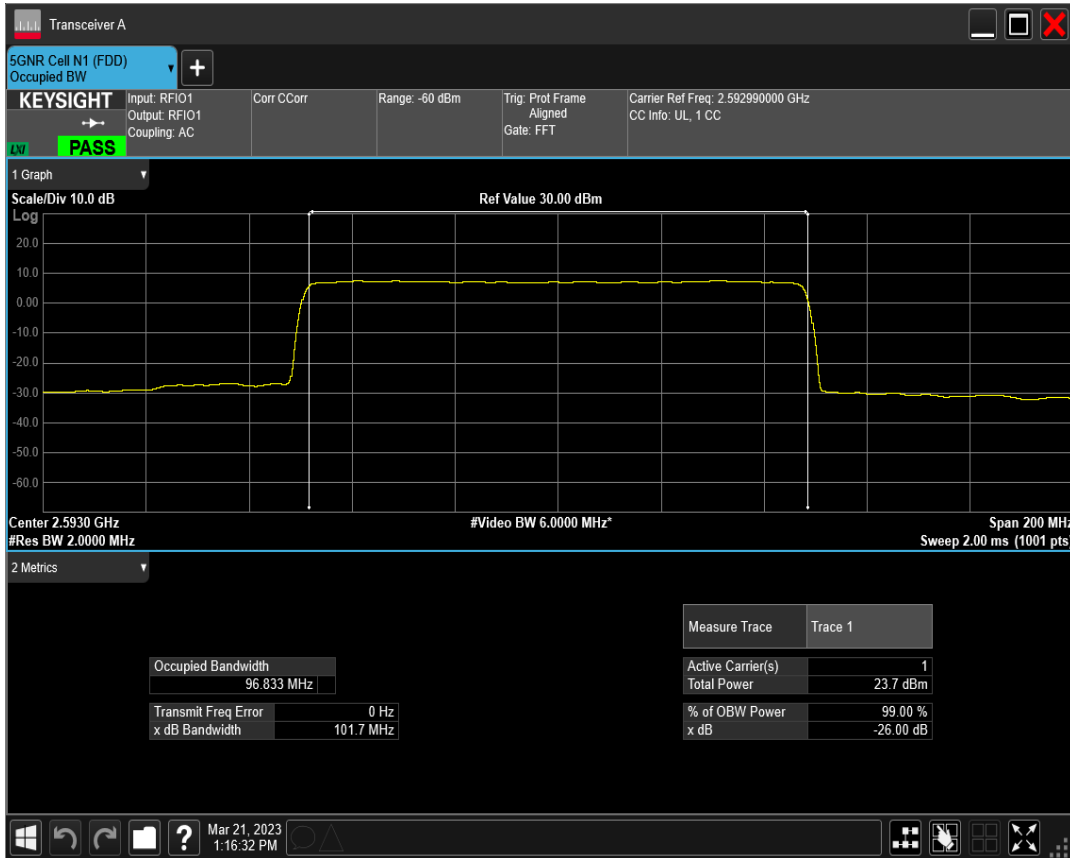 Transceiver A
5GNR Cell N1 (FDD)
Occupied BW
+
KEYSIGHT
LXI
PASS
Input: RFIO1
Output: RFIO1
Coupling: AC
Corr CCorr
Range: -60 dBm
Trig: Prot Frame
Aligned
Gate: FFT
Carrier Ref Freq: 2.592990000 GHz
CC Info: UL, 1 CC
1 Graph
Scale/Div 10.0 dB
Ref Value 30.00 dBm
Log
20.0
10.0
0.00
-10.0
-20.0
-30.0
-40.0
-50.0
-60.0
Center 2.5930 GHz
#Video BW 6.0000 MHz*
Span 200 MHz
#Res BW 2.0000 MHz
Sweep 2.00 ms (1001 pts)
2 Metrics
Measure Trace Trace 1
Occupied Bandwidth
96.833 MHz
Active Carrier(s) 1
Total Power 23.7 dBm
Transmit Freq Error 0 Hz
x dB Bandwidth 101.7 MHz
% of OBW Power 99.00 %
x dB -26.00 dB
?
Mar 21, 2023
1:16:32 PM